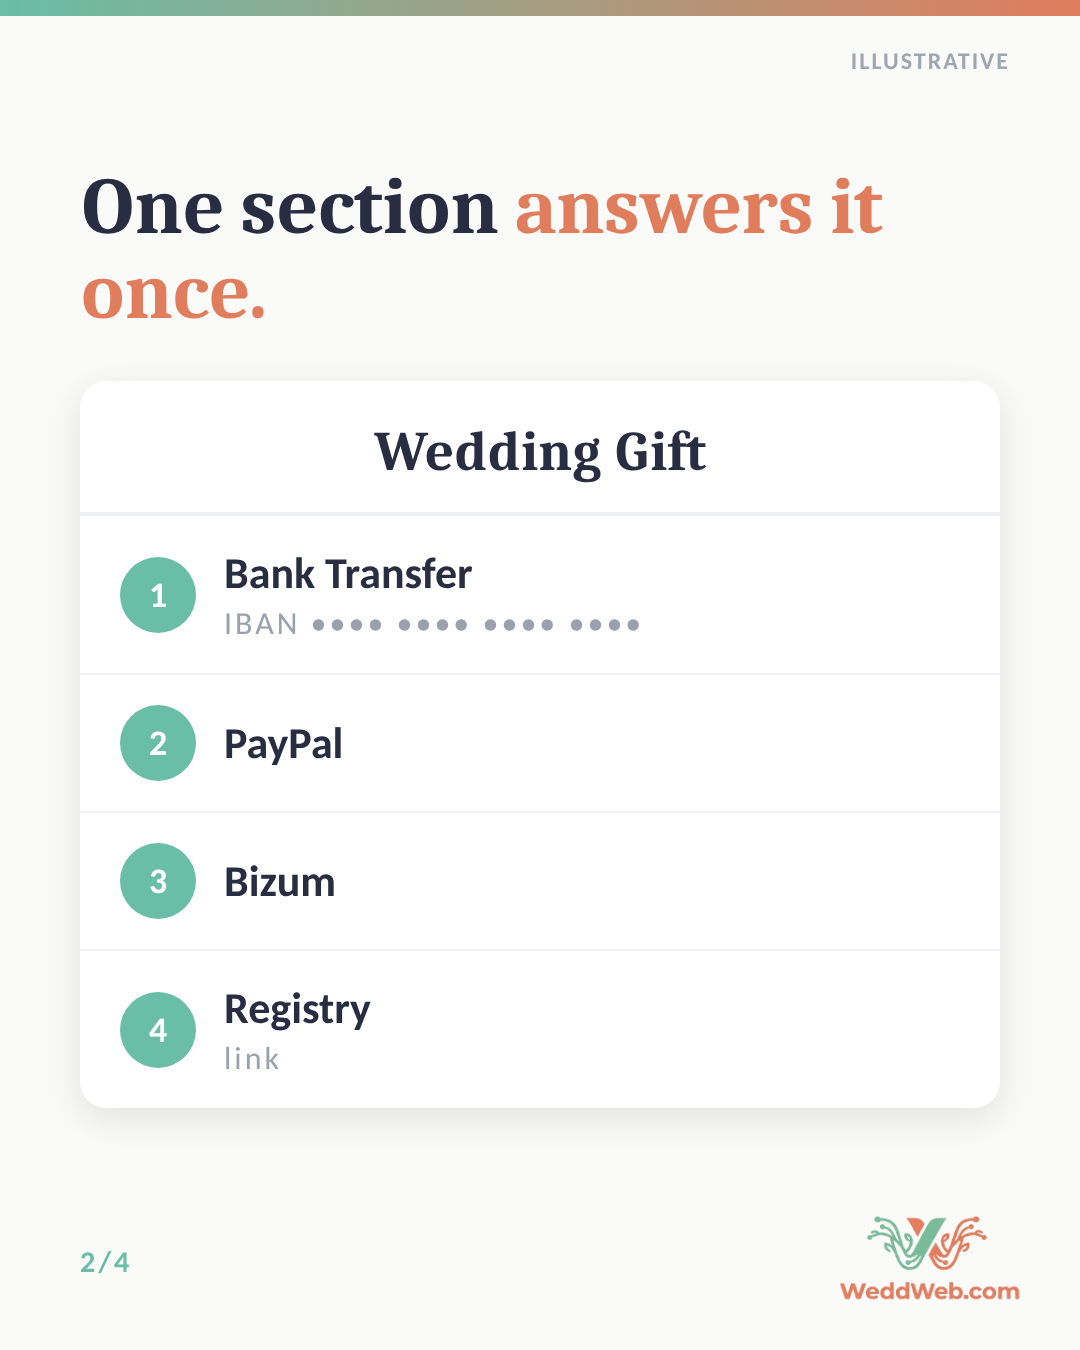 ILLUSTRATIVE
One section answers it
once.
Wedding Gift
1
Bank Transfer
IBAN •••• •••• •••• ••••
2
PayPal
3
Bizum
4
Registry
link
2/4
WeddWeb.com